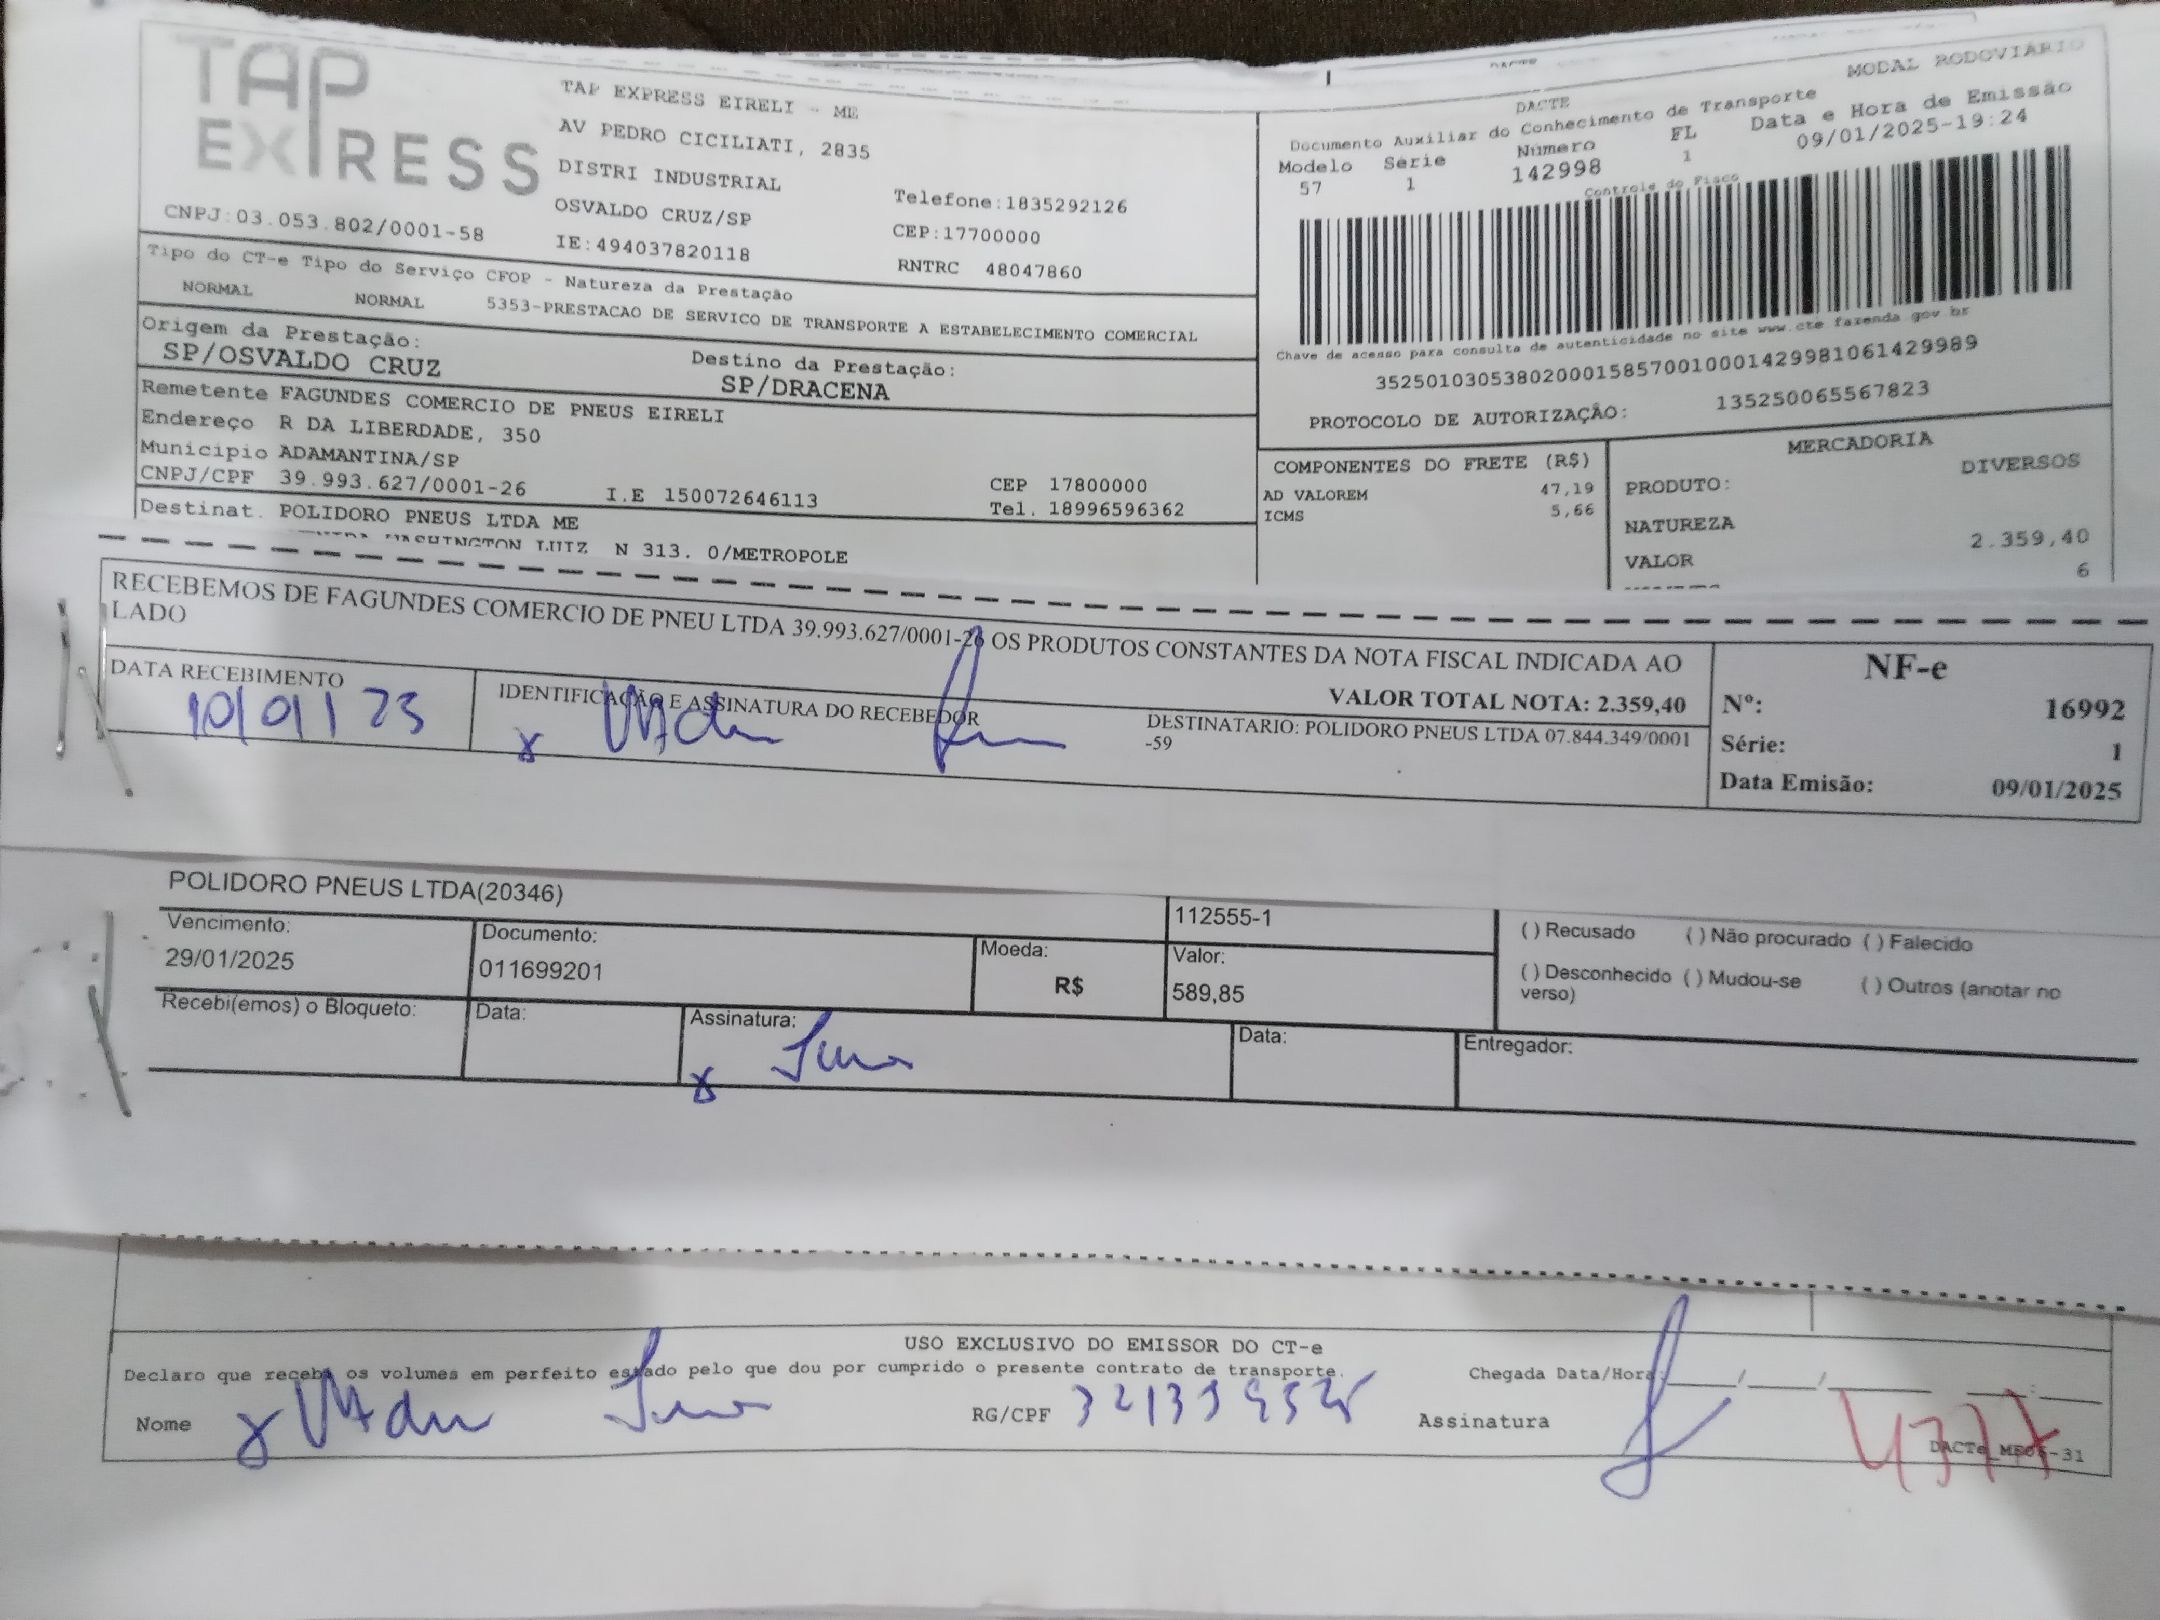 TAP
EXPRESS
TAP EXPRESS EIRELI - ME
AV PEDRO CICILIATI, 2835
DISTRI INDUSTRIAL
OSVALDO CRUZ/SP
IE:494037820118
Telefone:1835292126
CEP:17700000
RNTRC 48047860
CNPJ:03.053.802/0001-58
DACTE
MODAL RODOVIÁRIO
Documento Auxiliar do Conhecimento de Transporte
Modelo Série Número FL Data e Hora de Emissão
57 1 142998 1 09/01/2025-19:24
Controle do Fisco
Chave de acesso para consulta de autenticidade no site www.cte fazenda gov br
35250103053802000158570010001429981061429989
PROTOCOLO DE AUTORIZAÇÃO: 135250065567823
Tipo do CT-e Tipo do Serviço CFOP - Natureza da Prestação
NORMAL NORMAL 5353-PRESTACAO DE SERVICO DE TRANSPORTE A ESTABELECIMENTO COMERCIAL
Origem da Prestação: Destino da Prestação:
SP/OSVALDO CRUZ SP/DRACENA
Remetente FAGUNDES COMERCIO DE PNEUS EIRELI
Endereço R DA LIBERDADE, 350
Municipio ADAMANTINA/SP CEP 17800000
CNPJ/CPF 39.993.627/0001-26 I.E 150072646113 Tel. 18996596362
Destinat. POLIDORO PNEUS LTDA ME
WASHINGTON LUIZ N 313. 0/METROPOLE
COMPONENTES DO FRETE (R$)
AD VALOREM 47,19
ICMS 5,66
MERCADORIA
PRODUTO: DIVERSOS
NATUREZA
VALOR 2.359,40
6
RECEBEMOS DE FAGUNDES COMERCIO DE PNEU LTDA 39.993.627/0001-26 OS PRODUTOS CONSTANTES DA NOTA FISCAL INDICADA AO
LADO
VALOR TOTAL NOTA: 2.359,40
DATA RECEBIMENTO
10/01/23
IDENTIFICAÇÃO E ASSINATURA DO RECEBEDOR
x
DESTINATARIO: POLIDORO PNEUS LTDA 07.844.349/0001
-59
NF-e
Nº: 16992
Série: 1
Data Emisão: 09/01/2025
POLIDORO PNEUS LTDA(20346)
112555-1
Vencimento: Documento: Moeda: Valor:
29/01/2025 011699201 R$ 589,85
( ) Recusado ( ) Não procurado ( ) Falecido
( ) Desconhecido ( ) Mudou-se ( ) Outros (anotar no
verso)
Recebi(emos) o Bloqueto: Data: Assinatura: Data: Entregador:
x
USO EXCLUSIVO DO EMISSOR DO CT-e
Declaro que recebi os volumes em perfeito estado pelo que dou por cumprido o presente contrato de transporte. Chegada Data/Hora:
Nome x RG/CPF Assinatura
4377